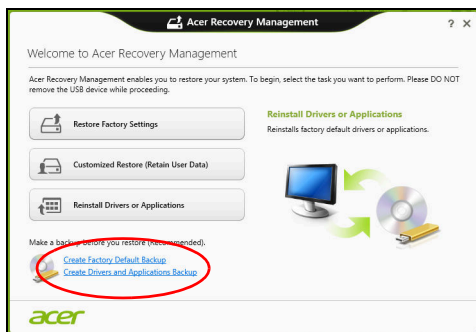 Acer Recovery Management
? X
Welcome to Acer Recovery Management
Acer Recovery Management enables you to restore your system. To begin, select the task you want to perform. Please DO NOT
remove the USB device while proceeding.
Restore Factory Settings
Customized Restore (Retain User Data)
Reinstall Drivers or Applications
Reinstall Drivers or Applications
Reinstalls factory default drivers or applications.
Make a backup before you restore (Recommended).
Create Factory Default Backup
Create Drivers and Applications Backup
acer